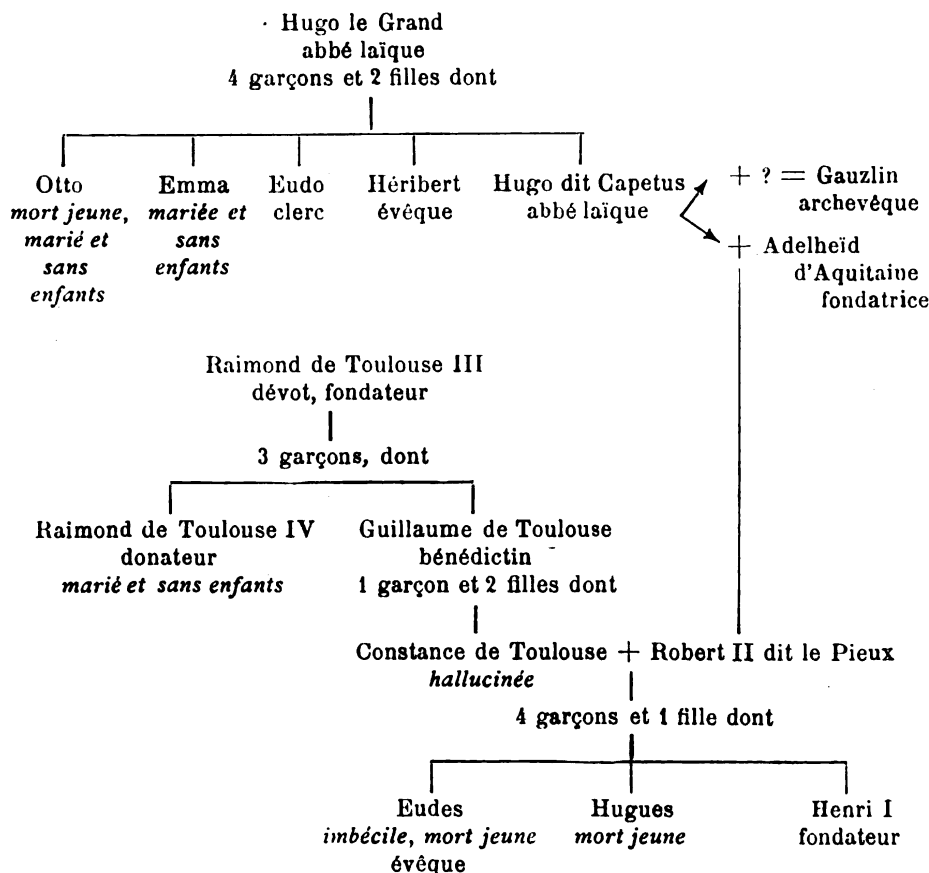 Hugo le Grand
abbé laïque
4 garçons et 2 filles dont
Otto
mort jeune,
marié et
sans
enfants
Emma
mariée et
sans
enfants
Eudo
clerc
Héribert
évêque
Hugo dit Capetus
abbé laïque
+ ? = Gauzlin
archevêque
+ Adelheïd
d'Aquitaine
fondatrice
Raimond de Toulouse III
dévot, fondateur
3 garçons, dont
Raimond de Toulouse IV
donateur
marié et sans enfants
Guillaume de Toulouse
bénédictin
1 garçon et 2 filles dont
Constance de Toulouse + Robert II dit le Pieux
hallucinée
4 garçons et 1 fille dont
Eudes
imbécile, mort jeune
évêque
Hugues
mort jeune
Henri I
fondateur